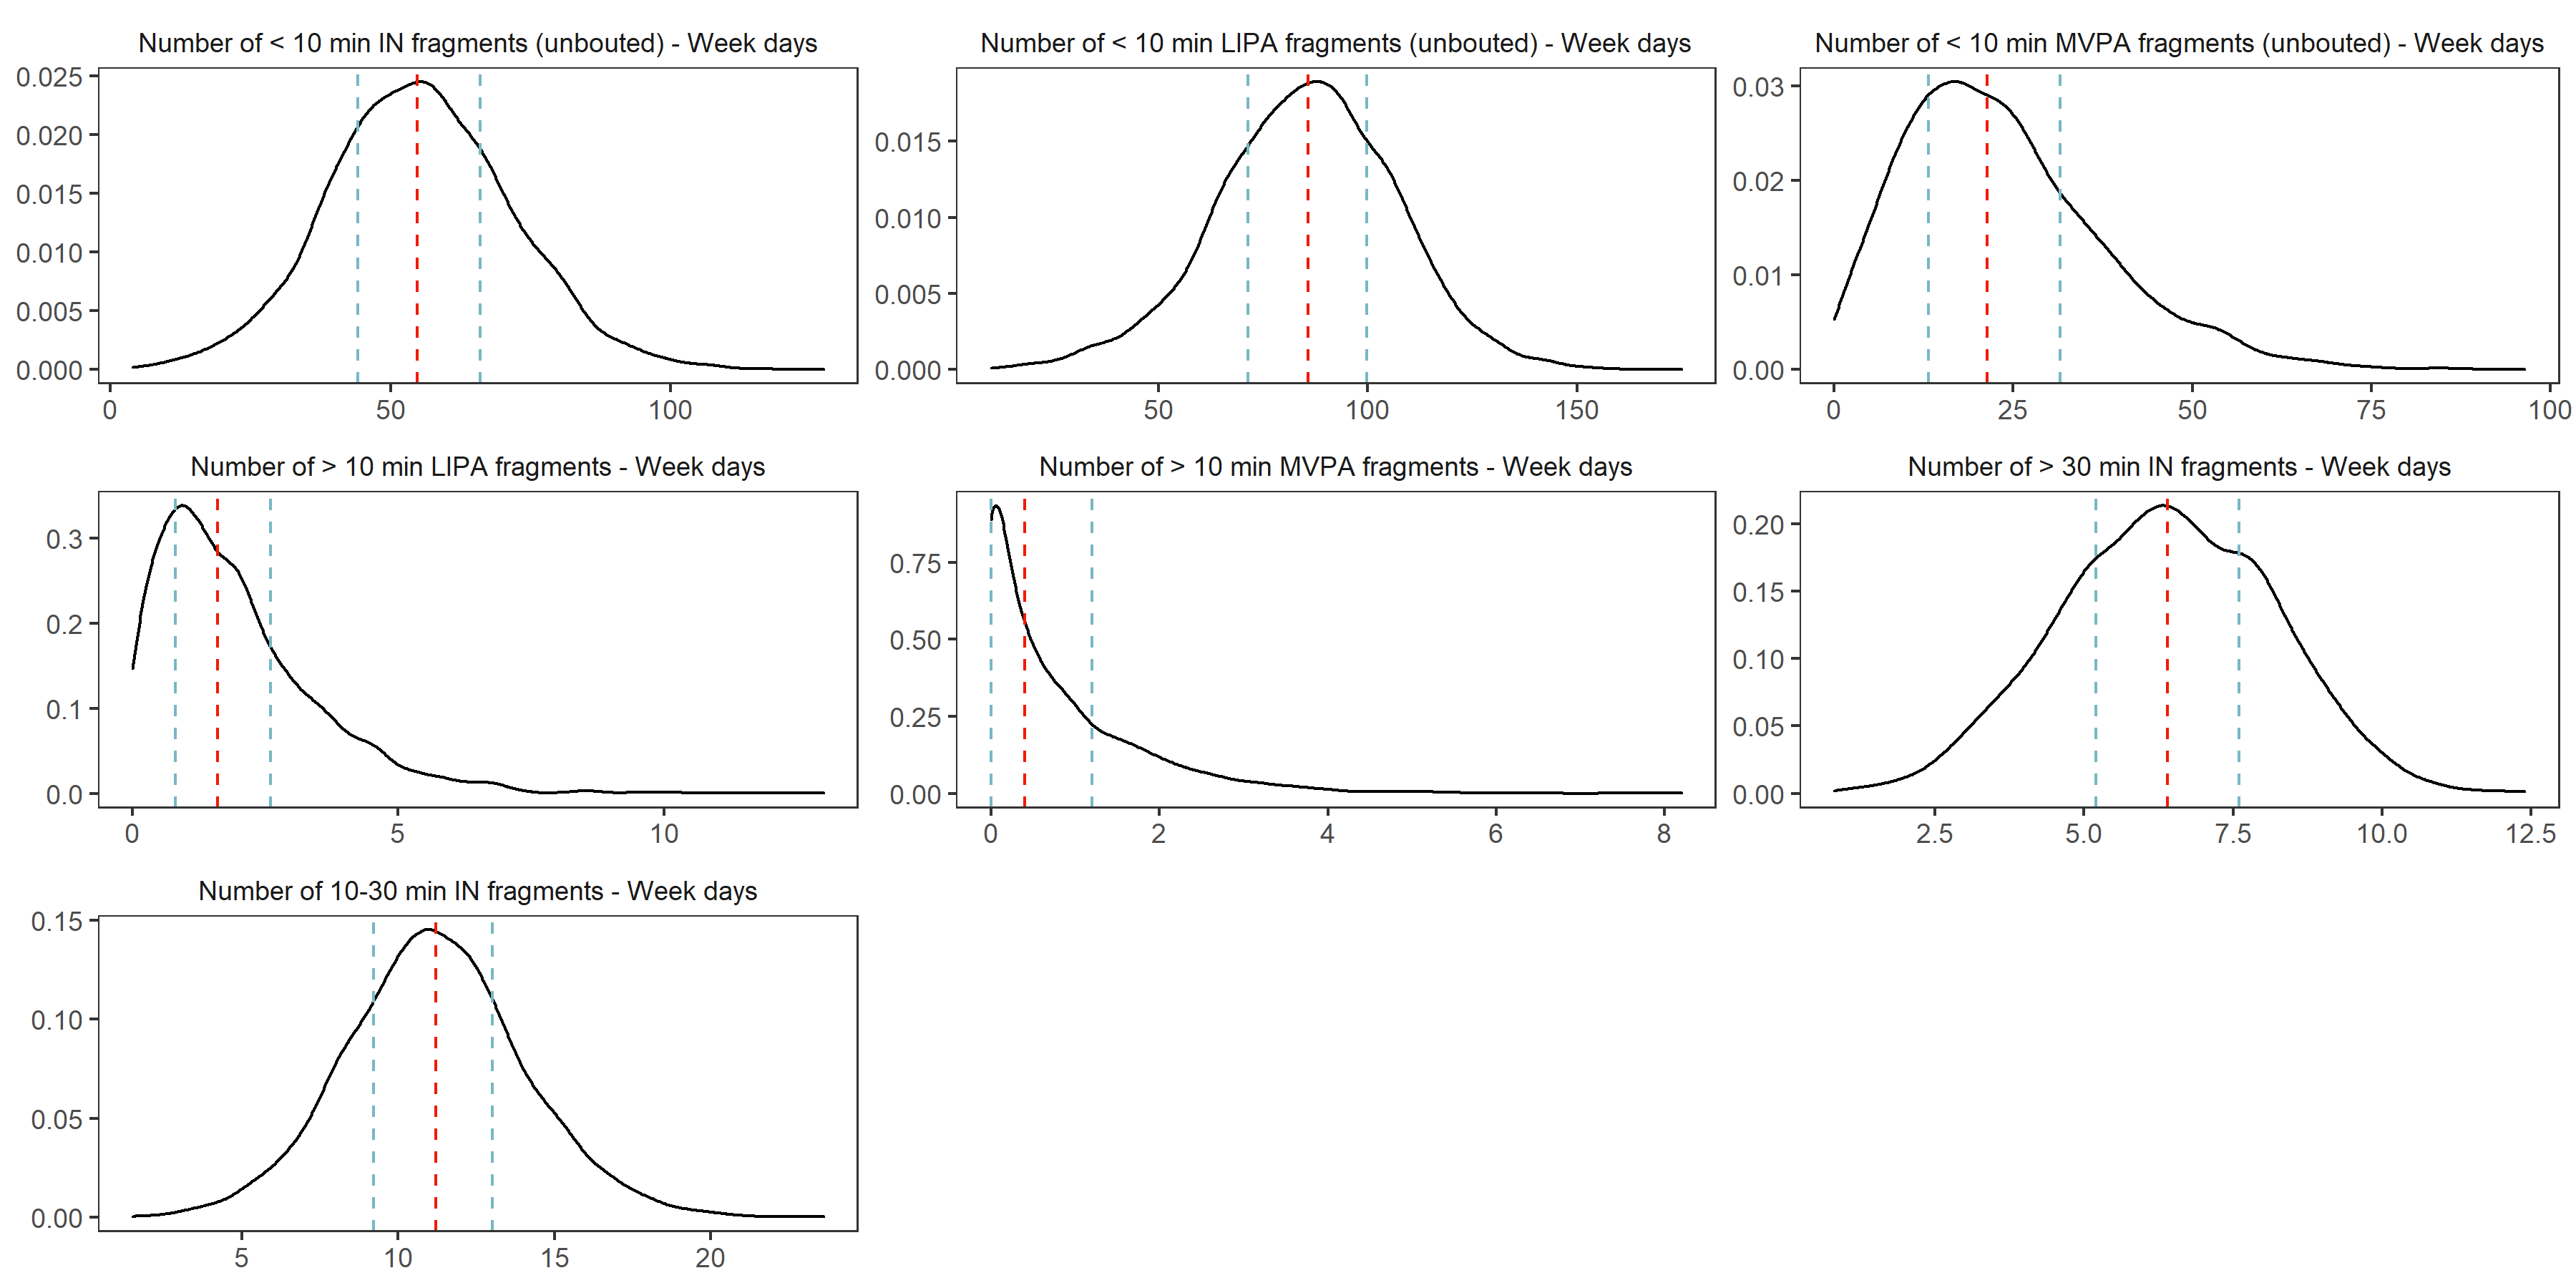 Number of < 10 min IN fragments (unbouted) - Week days
0.025
0.020
0.015
0.010
0.005
0.000
0 50 100
Number of < 10 min LIPA fragments (unbouted) - Week days
0.015
0.010
0.005
0.000
50 100 150
Number of < 10 min MVPA fragments (unbouted) - Week days
0.03
0.02
0.01
0.00
0 25 50 75 100
Number of > 10 min LIPA fragments - Week days
0.3
0.2
0.1
0.0
0 5 10
Number of > 10 min MVPA fragments - Week days
0.75
0.50
0.25
0.00
0 2 4 6 8
Number of > 30 min IN fragments - Week days
0.20
0.15
0.10
0.05
0.00
2.5 5.0 7.5 10.0 12.5
Number of 10-30 min IN fragments - Week days
0.15
0.10
0.05
0.00
5 10 15 20